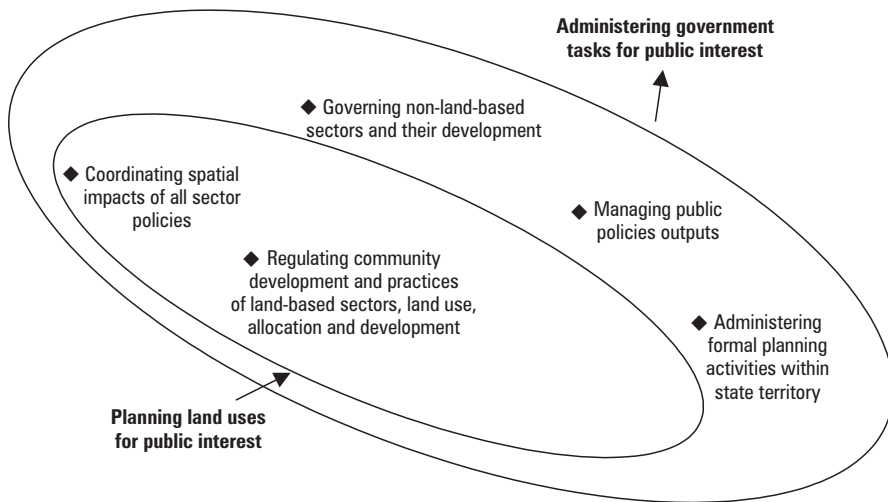 Administering government
tasks for public interest
◆ Governing non-land-based
sectors and their development
◆ Coordinating spatial
impacts of all sector
policies
◆ Managing public
policies outputs
◆ Regulating community
development and practices
of land-based sectors, land use,
allocation and development
◆ Administering
formal planning
activities within
state territory
Planning land uses
for public interest